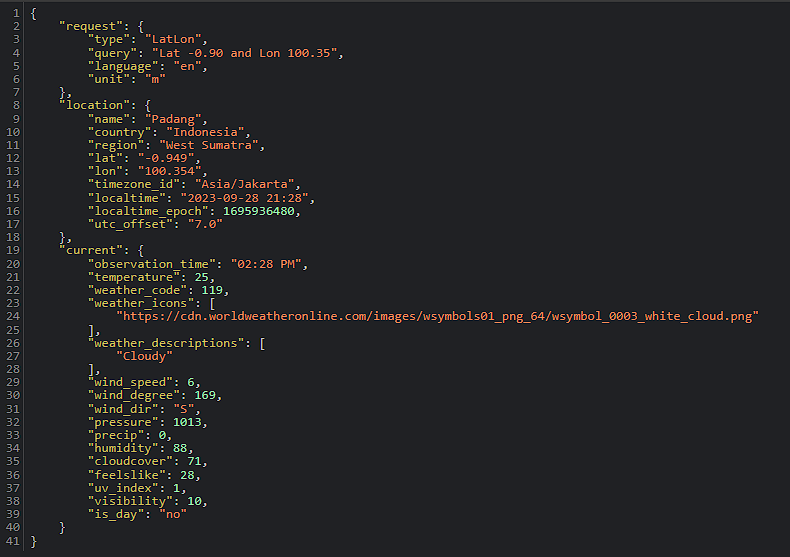 1 {
2     "request": {
3         "type": "LatLon",
4         "query": "Lat -0.90 and Lon 100.35",
5         "language": "en",
6         "unit": "m"
7     },
8     "location": {
9         "name": "Padang",
10         "country": "Indonesia",
11         "region": "West Sumatra",
12         "lat": "-0.949",
13         "lon": "100.354",
14         "timezone_id": "Asia/Jakarta",
15         "localtime": "2023-09-28 21:28",
16         "localtime_epoch": 1695936480,
17         "utc_offset": "7.0"
18     },
19     "current": {
20         "observation_time": "02:28 PM",
21         "temperature": 25,
22         "weather_code": 119,
23         "weather_icons": [
24             "https://cdn.worldweatheronline.com/images/wsymbols01_png_64/wsymbol_0003_white_cloud.png"
25         ],
26         "weather_descriptions": [
27             "Cloudy"
28         ],
29         "wind_speed": 6,
30         "wind_degree": 169,
31         "wind_dir": "S",
32         "pressure": 1013,
33         "precip": 0,
34         "humidity": 88,
35         "cloudcover": 71,
36         "feelslike": 28,
37         "uv_index": 1,
38         "visibility": 10,
39         "is_day": "no"
40     }
41 }